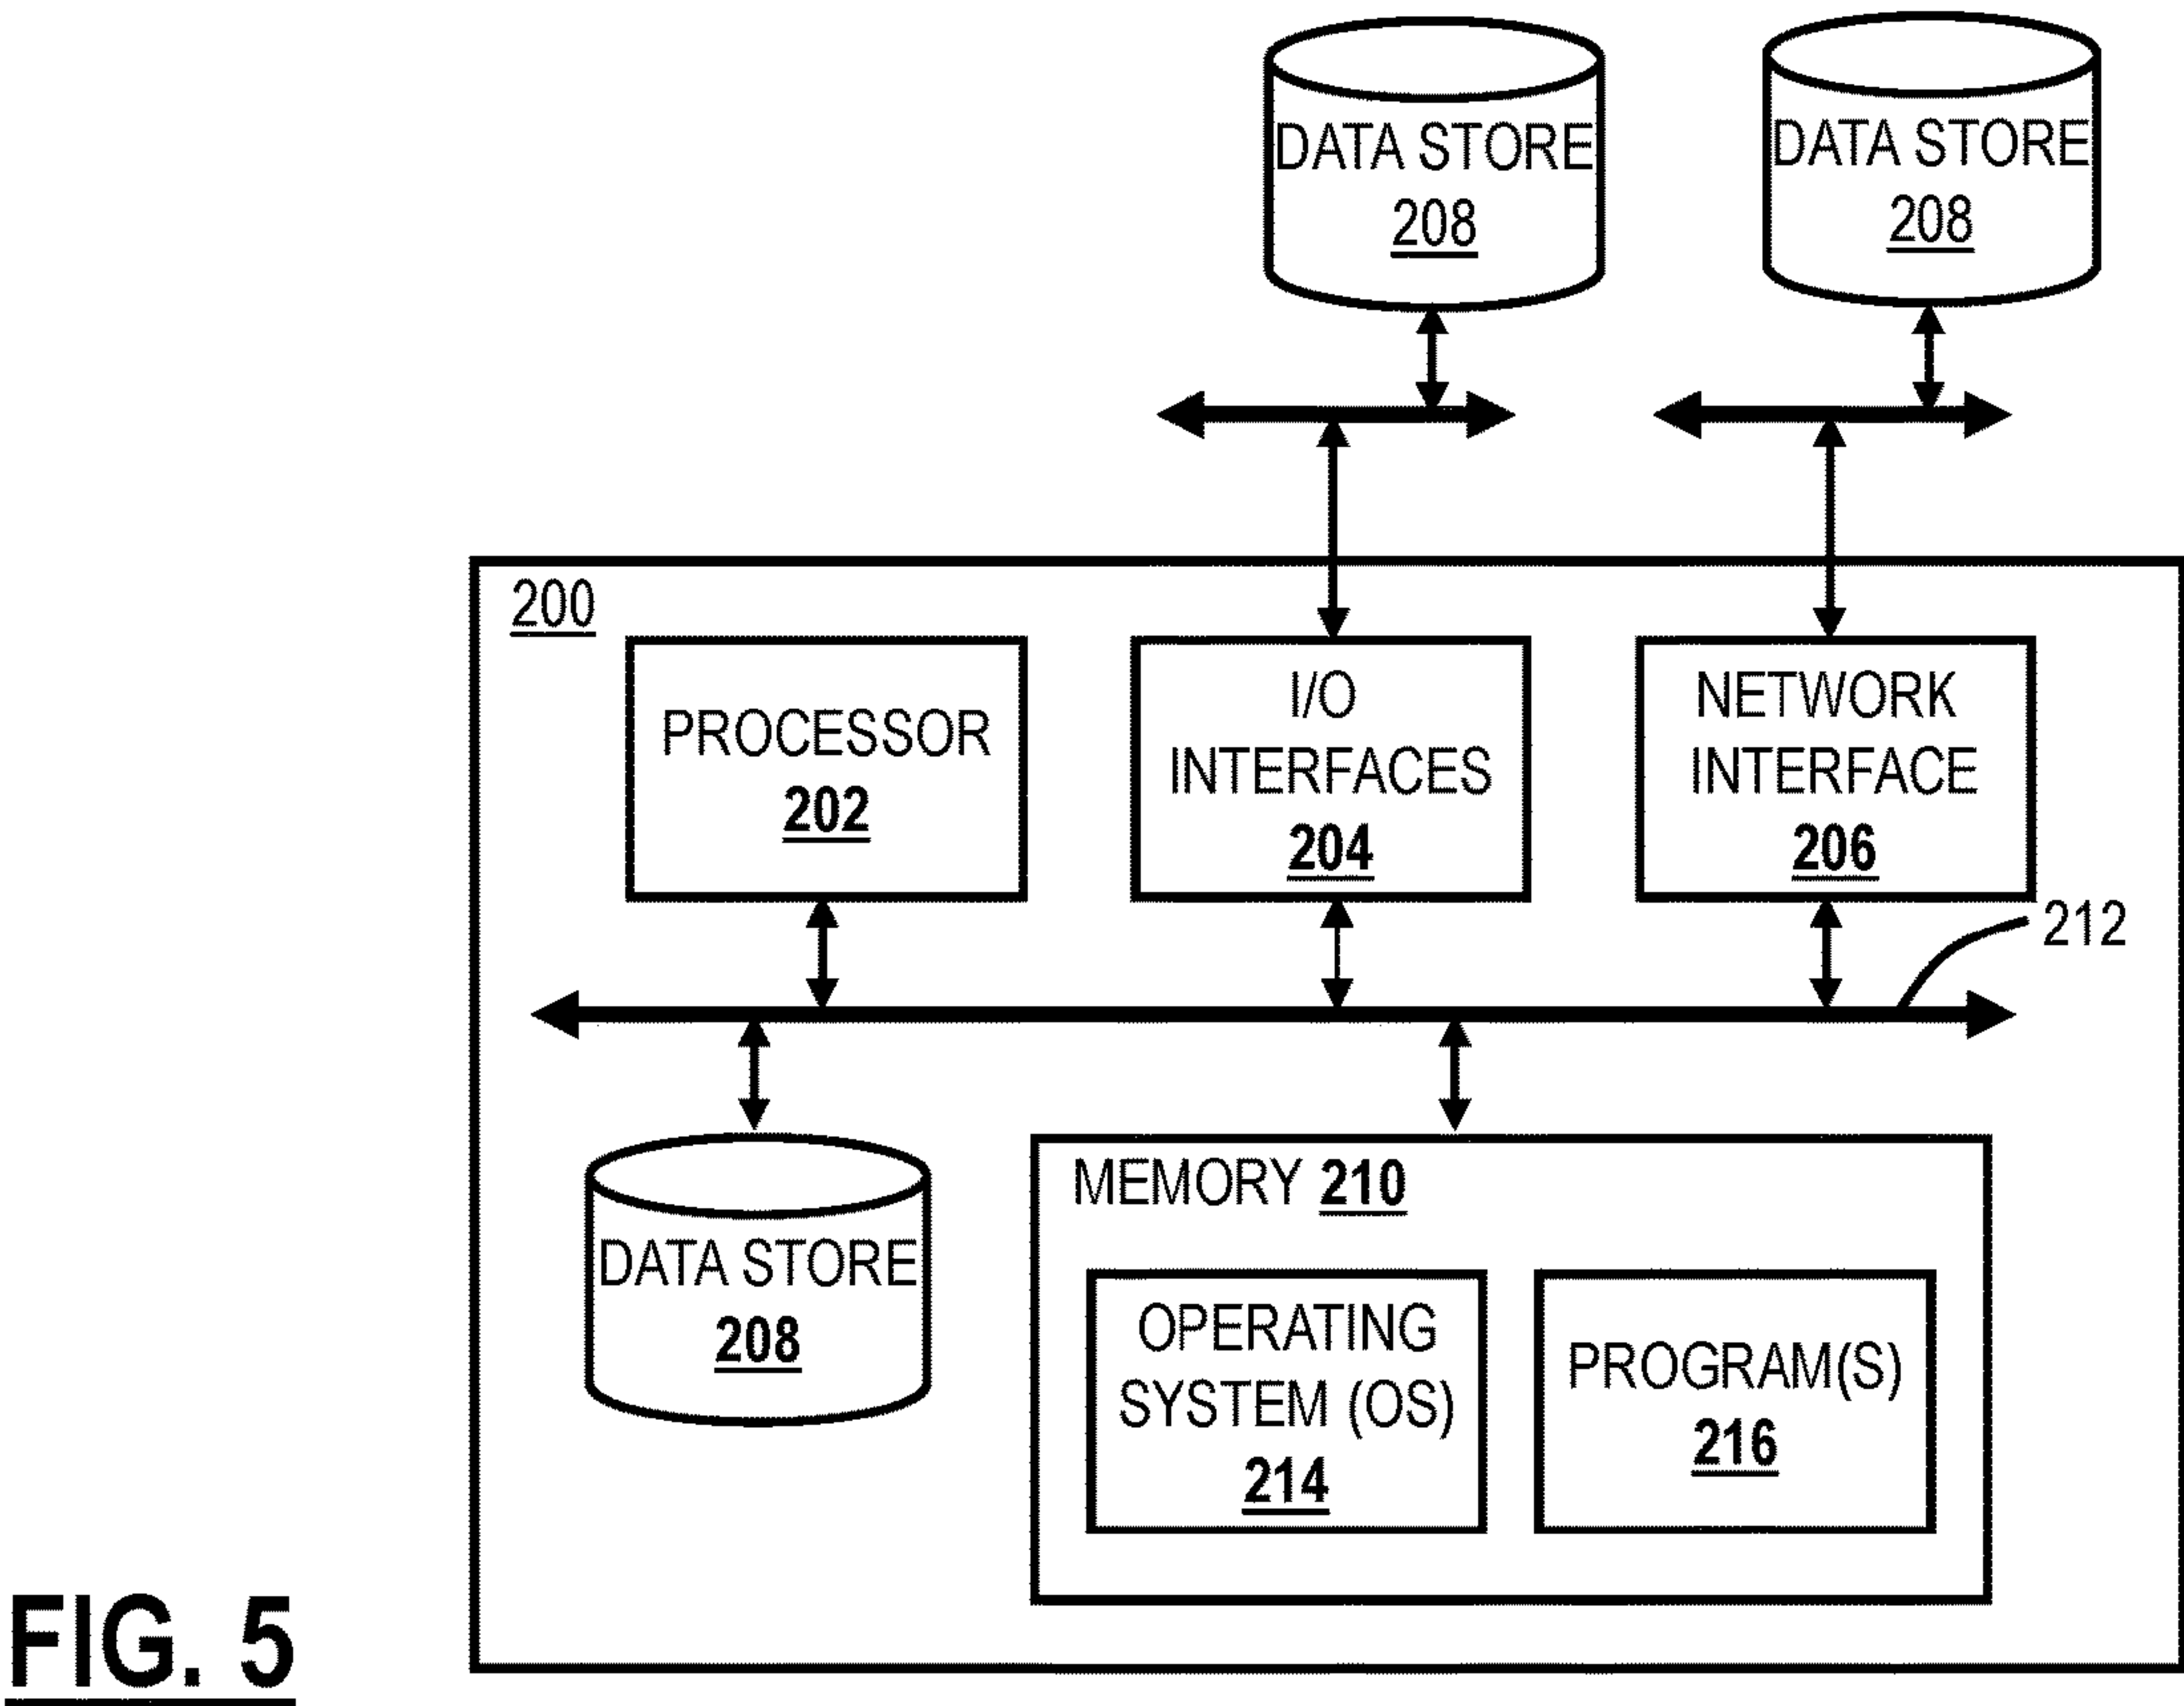 DATA STORE
208
DATA STORE
208
200
PROCESSOR
202
I/O
INTERFACES
204
NETWORK
INTERFACE
206
212
DATA STORE
208
MEMORY 210
OPERATING
SYSTEM (OS)
214
PROGRAM(S)
216
FIG. 5